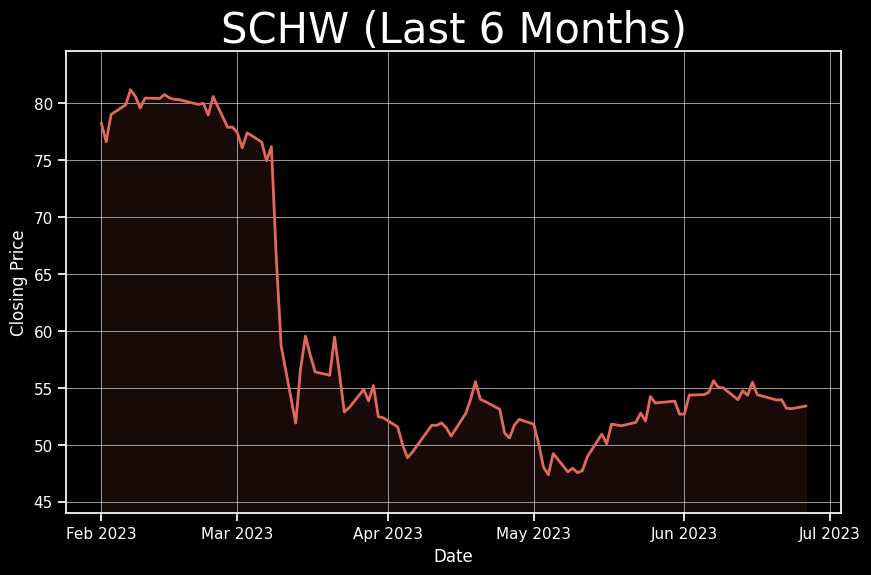 SCHW (Last 6 Months)
Closing Price
80
75
70
65
60
55
50
45
Feb 2023
Mar 2023
Apr 2023
May 2023
Jun 2023
Jul 2023
Date